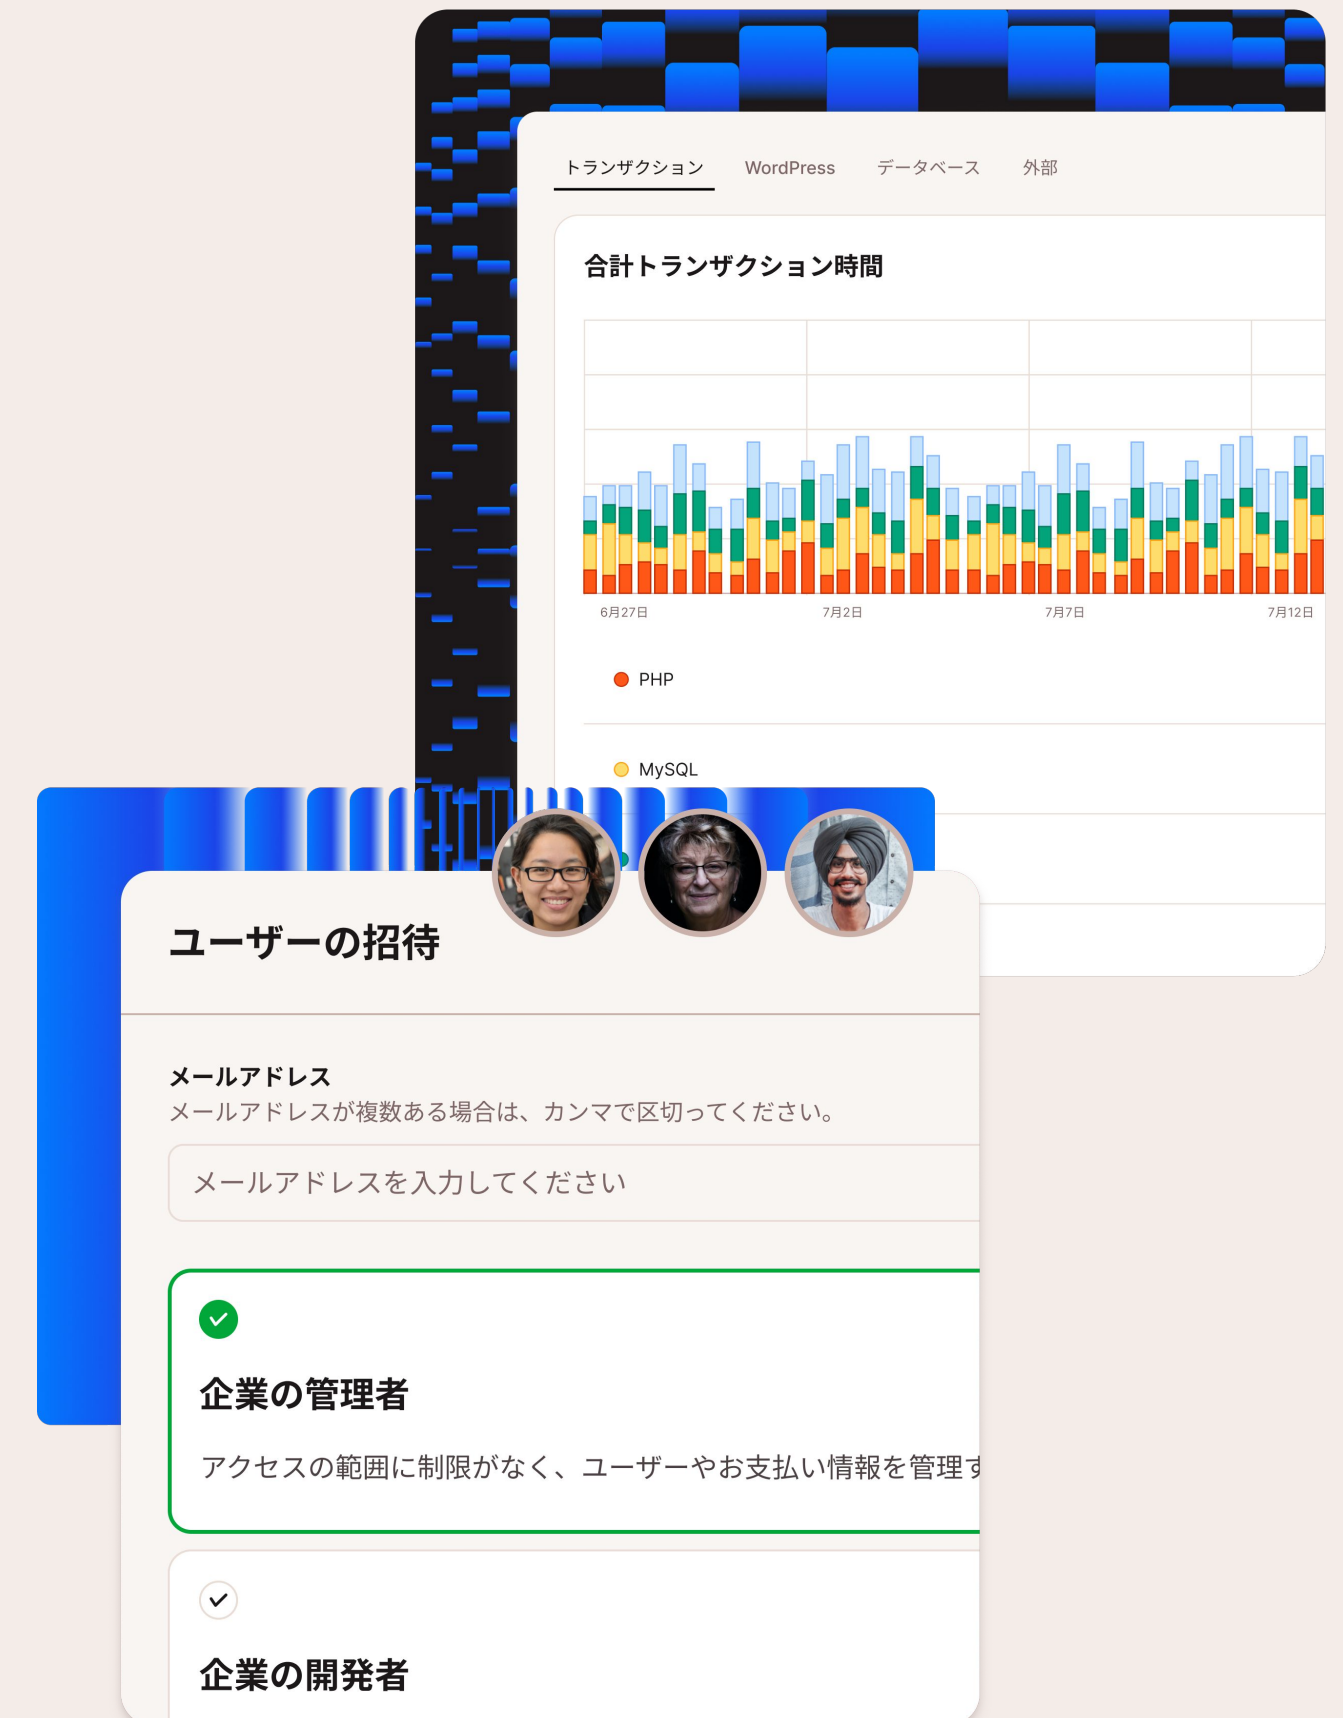 トランザクション WordPress データベース 外部
合計トランザクション時間
6月27日 7月2日 7月7日 7月12日
PHP
MySQL
ユーザーの招待
メールアドレス
メールアドレスが複数ある場合は、カンマで区切ってください。
メールアドレスを入力してください
企業の管理者
アクセスの範囲に制限がなく、ユーザーやお支払い情報を管理す
企業の開発者